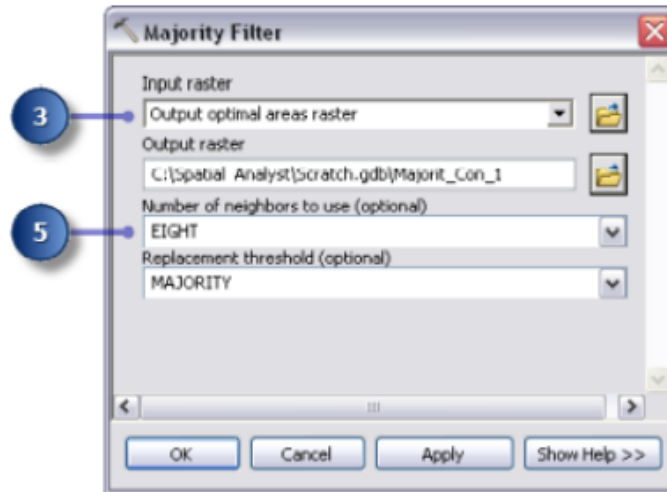 Majority Filter
Input raster
3
Output optimal areas raster
Output raster
C:\Spatial Analyst\Scratch.gdb\Majorit_Con_1
Number of neighbors to use (optional)
5
EIGHT
Replacement threshold (optional)
MAJORITY
OK Cancel Apply Show Help >>